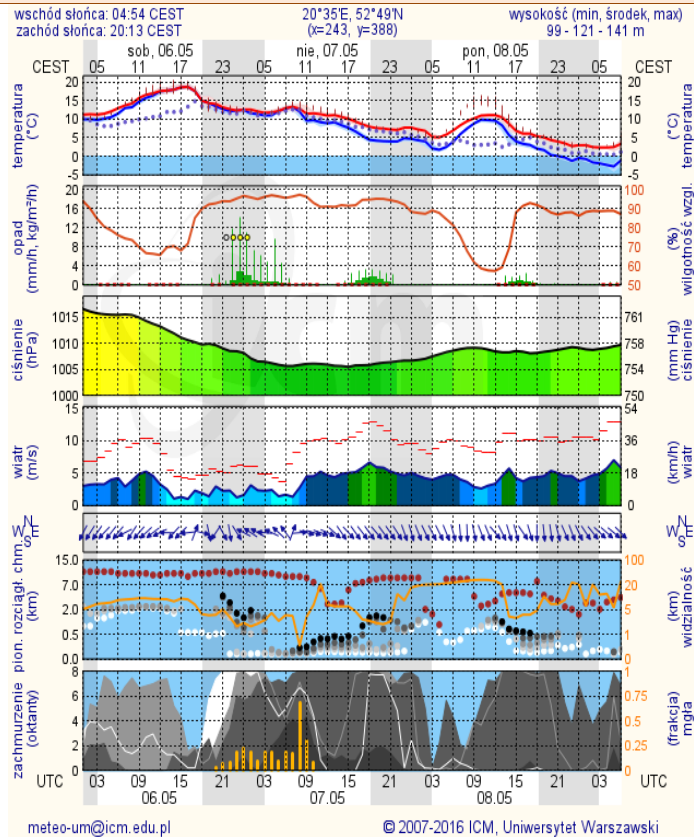 wschód słońca: 04:54 CEST 20°35'E, 52°49'N wysokość (min, środek, max)
zachód słońca: 20:13 CEST (x=243, y=388) 99 - 121 - 141 m
sob, 06.05 nie, 07.05 pon, 08.05
CEST 05 11 17 23 05 11 17 23 05 11 17 23 05 CEST
temperatura (°C)
20
15
10
5
0
-5
20
15
10
5
0
-5
temperatura (°C)
opad (mm/h, kg/m²/h)
20
16
12
8
4
0
100
90
80
70
60
50
(%) wilgotność wzgl.
ciśnienie (hPa)
1015
1010
1005
1000
761
758
754
750
(mm Hg) ciśnienie
wiatr (m/s)
15
10
5
0
54
36
18
0
(km/h) wiatr
N
W E
S
N
W E
S
pion. rozciągł. chm. (km)
15.0
7.0
2.0
0.5
0.0
100
20
5
1
0
(km) widzialność
zachmurzenie (oktanty)
8
6
4
2
0
1
0.75
0.5
0.25
0
(frakcja) mgła
UTC 03 09 15 21 03 09 15 21 03 09 15 21 03 UTC
06.05 07.05 08.05
meteo-um@icm.edu.pl © 2007-2016 ICM, Uniwersytet Warszawski